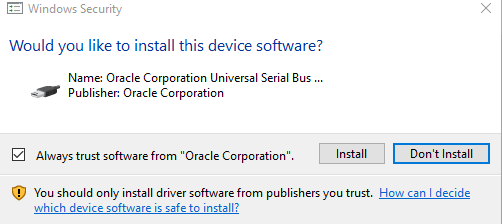 Windows Security
Would you like to install this device software?
Name: Oracle Corporation Universal Serial Bus ...
Publisher: Oracle Corporation
Always trust software from "Oracle Corporation".
Install
Don't Install
You should only install driver software from publishers you trust. How can I decide
which device software is safe to install?